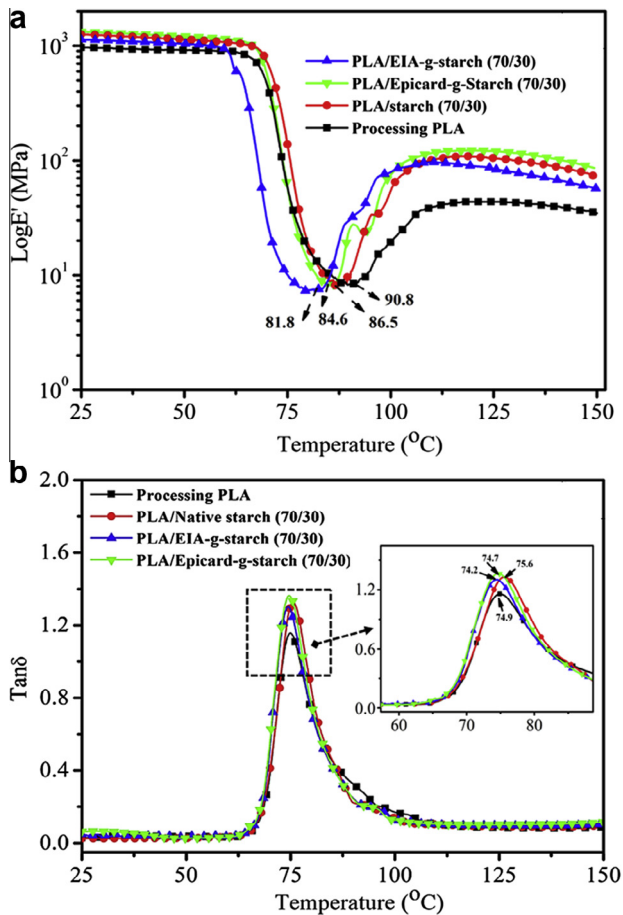 a
10³
10²
10¹
10⁰
LogE' (MPa)
PLA/EIA-g-starch (70/30)
PLA/Epicard-g-Starch (70/30)
PLA/starch (70/30)
Processing PLA
81.8
84.6
86.5
90.8
25
50
75
100
125
150
Temperature (°C)
b
2.0
1.6
1.2
0.8
0.4
0.0
Tanδ
Processing PLA
PLA/Native starch (70/30)
PLA/EIA-g-starch (70/30)
PLA/Epicard-g-starch (70/30)
1.2
0.6
0.0
74.7
74.2
75.6
74.9
60
70
80
25
50
75
100
125
150
Temperature (°C)